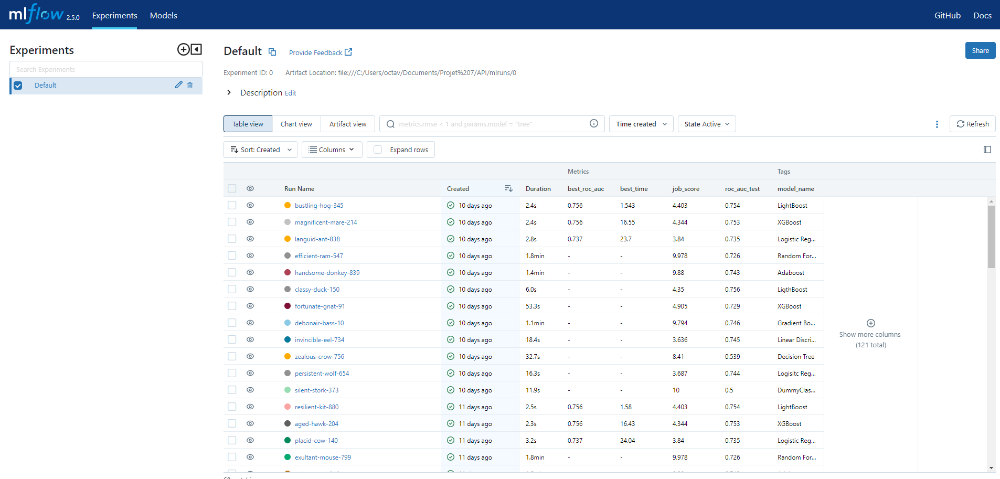 mlflow 2.5.0 Experiments Models GitHub Docs
Experiments
Search Experiments
Default
Default Provide Feedback Share
Experiment ID: 0 Artifact Location: file:///C:/Users/octav/Documents/Projet%207/API/mlruns/0
Description Edit
Table view Chart view Artifact view metrics.rmse < 1 and params.model = "tree" Time created State Active Refresh
Sort: Created Columns Expand rows
Metrics Tags
Run Name Created Duration best_roc_auc best_time job_score roc_auc_test model_name
bustling-hog-345 10 days ago 2.4s 0.756 1.543 4.403 0.754 LightBoost
magnificent-mare-214 10 days ago 2.4s 0.756 16.55 4.344 0.753 XGBoost
languid-ant-838 10 days ago 2.8s 0.737 23.7 3.84 0.735 Logistic Reg...
efficient-ram-547 10 days ago 1.8min - - 9.978 0.726 Random For...
handsome-donkey-839 10 days ago 1.4min - - 9.88 0.743 Adaboost
classy-duck-150 10 days ago 6.0s - - 4.35 0.756 LigthBoost
fortunate-gnat-91 10 days ago 53.3s - - 4.905 0.729 XGBoost
debonair-bass-10 10 days ago 1.1min - - 9.794 0.746 Gradient Bo...
invincible-eel-734 10 days ago 18.4s - - 3.636 0.745 Linear Discri...
zealous-crow-756 10 days ago 32.7s - - 8.41 0.539 Decision Tree
persistent-wolf-654 10 days ago 16.3s - - 3.687 0.744 Logisitc Reg...
silent-stork-373 10 days ago 11.9s - - 10 0.5 DummyClas...
resilient-kit-880 11 days ago 2.5s 0.756 1.58 4.403 0.754 LightBoost
aged-hawk-204 11 days ago 2.3s 0.756 16.43 4.344 0.753 XGBoost
placid-cow-140 11 days ago 3.2s 0.737 24.04 3.84 0.735 Logistic Reg...
exultant-mouse-799 11 days ago 1.8min - - 9.978 0.726 Random For...
Show more columns
(121 total)